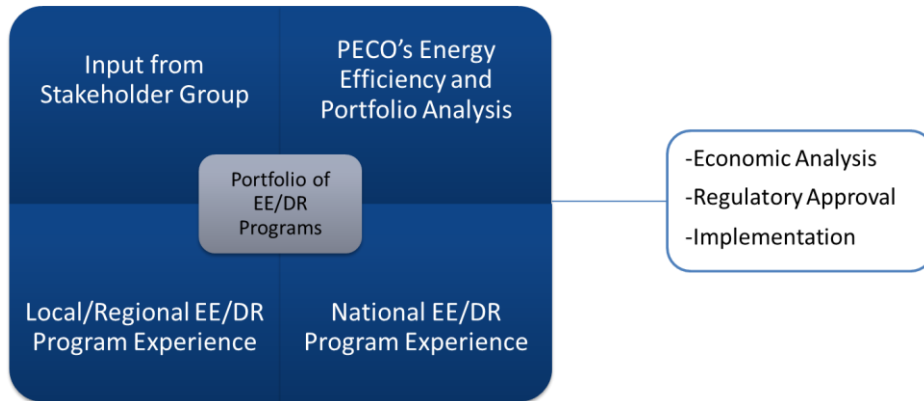 Input from
Stakeholder Group
PECO's Energy
Efficiency and
Portfolio Analysis
Portfolio of
EE/DR
Programs
Local/Regional EE/DR
Program Experience
National EE/DR
Program Experience
-Economic Analysis
-Regulatory Approval
-Implementation